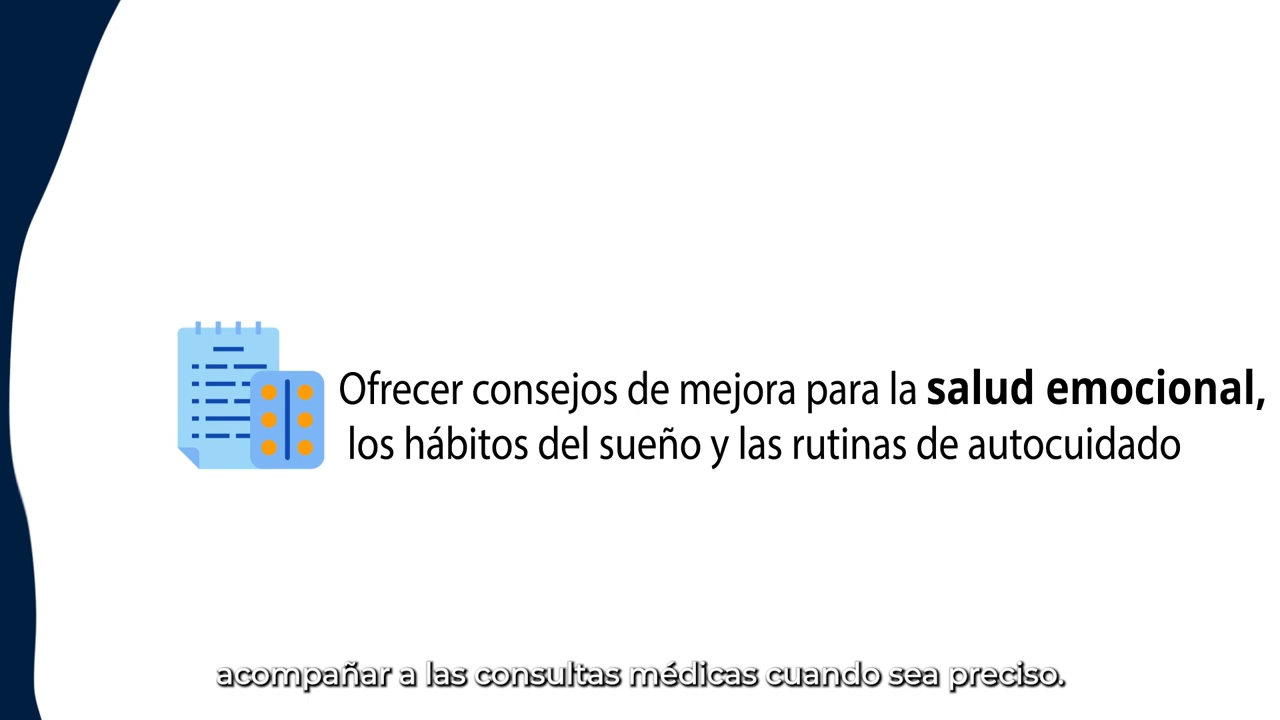 Ofrecer consejos de mejora para la salud emocional,
los hábitos del sueño y las rutinas de autocuidado
acompañar a las consultas médicas cuando sea preciso.